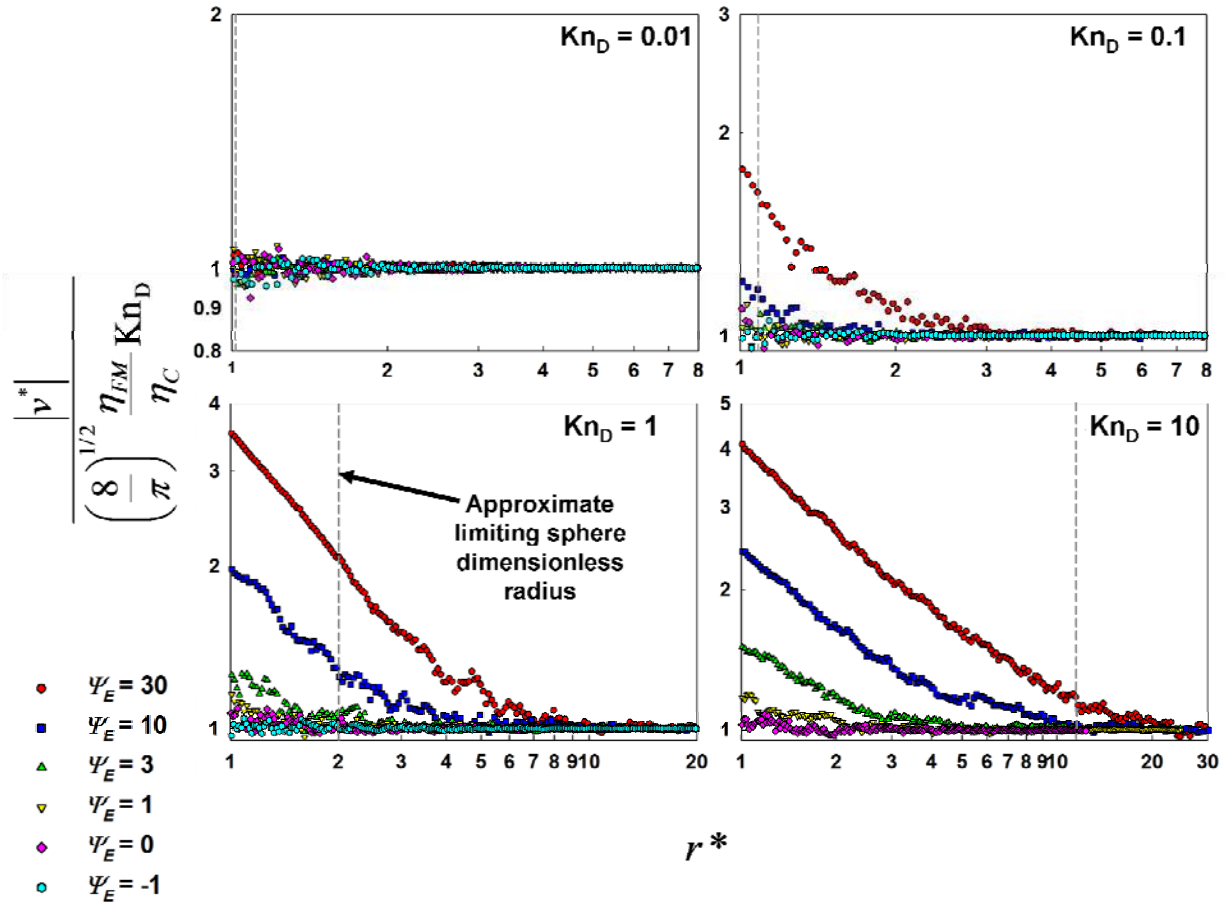 |v*|
(8/π)^1/2 η_FM/η_C Kn_D
Kn_D = 0.01
2
1
0.9
0.8
1 2 3 4 5 6 7 8
Kn_D = 0.1
3
2
1
1 2 3 4 5 6 7 8
Kn_D = 1
4
3
2
1
Approximate
limiting sphere
dimensionless
radius
1 2 3 4 5 6 7 8 9 10 20
Kn_D = 10
5
4
3
2
1
1 2 3 4 5 6 7 8 9 10 20 30
Ψ_E = 30
Ψ_E = 10
Ψ_E = 3
Ψ_E = 1
Ψ_E = 0
Ψ_E = -1
r*